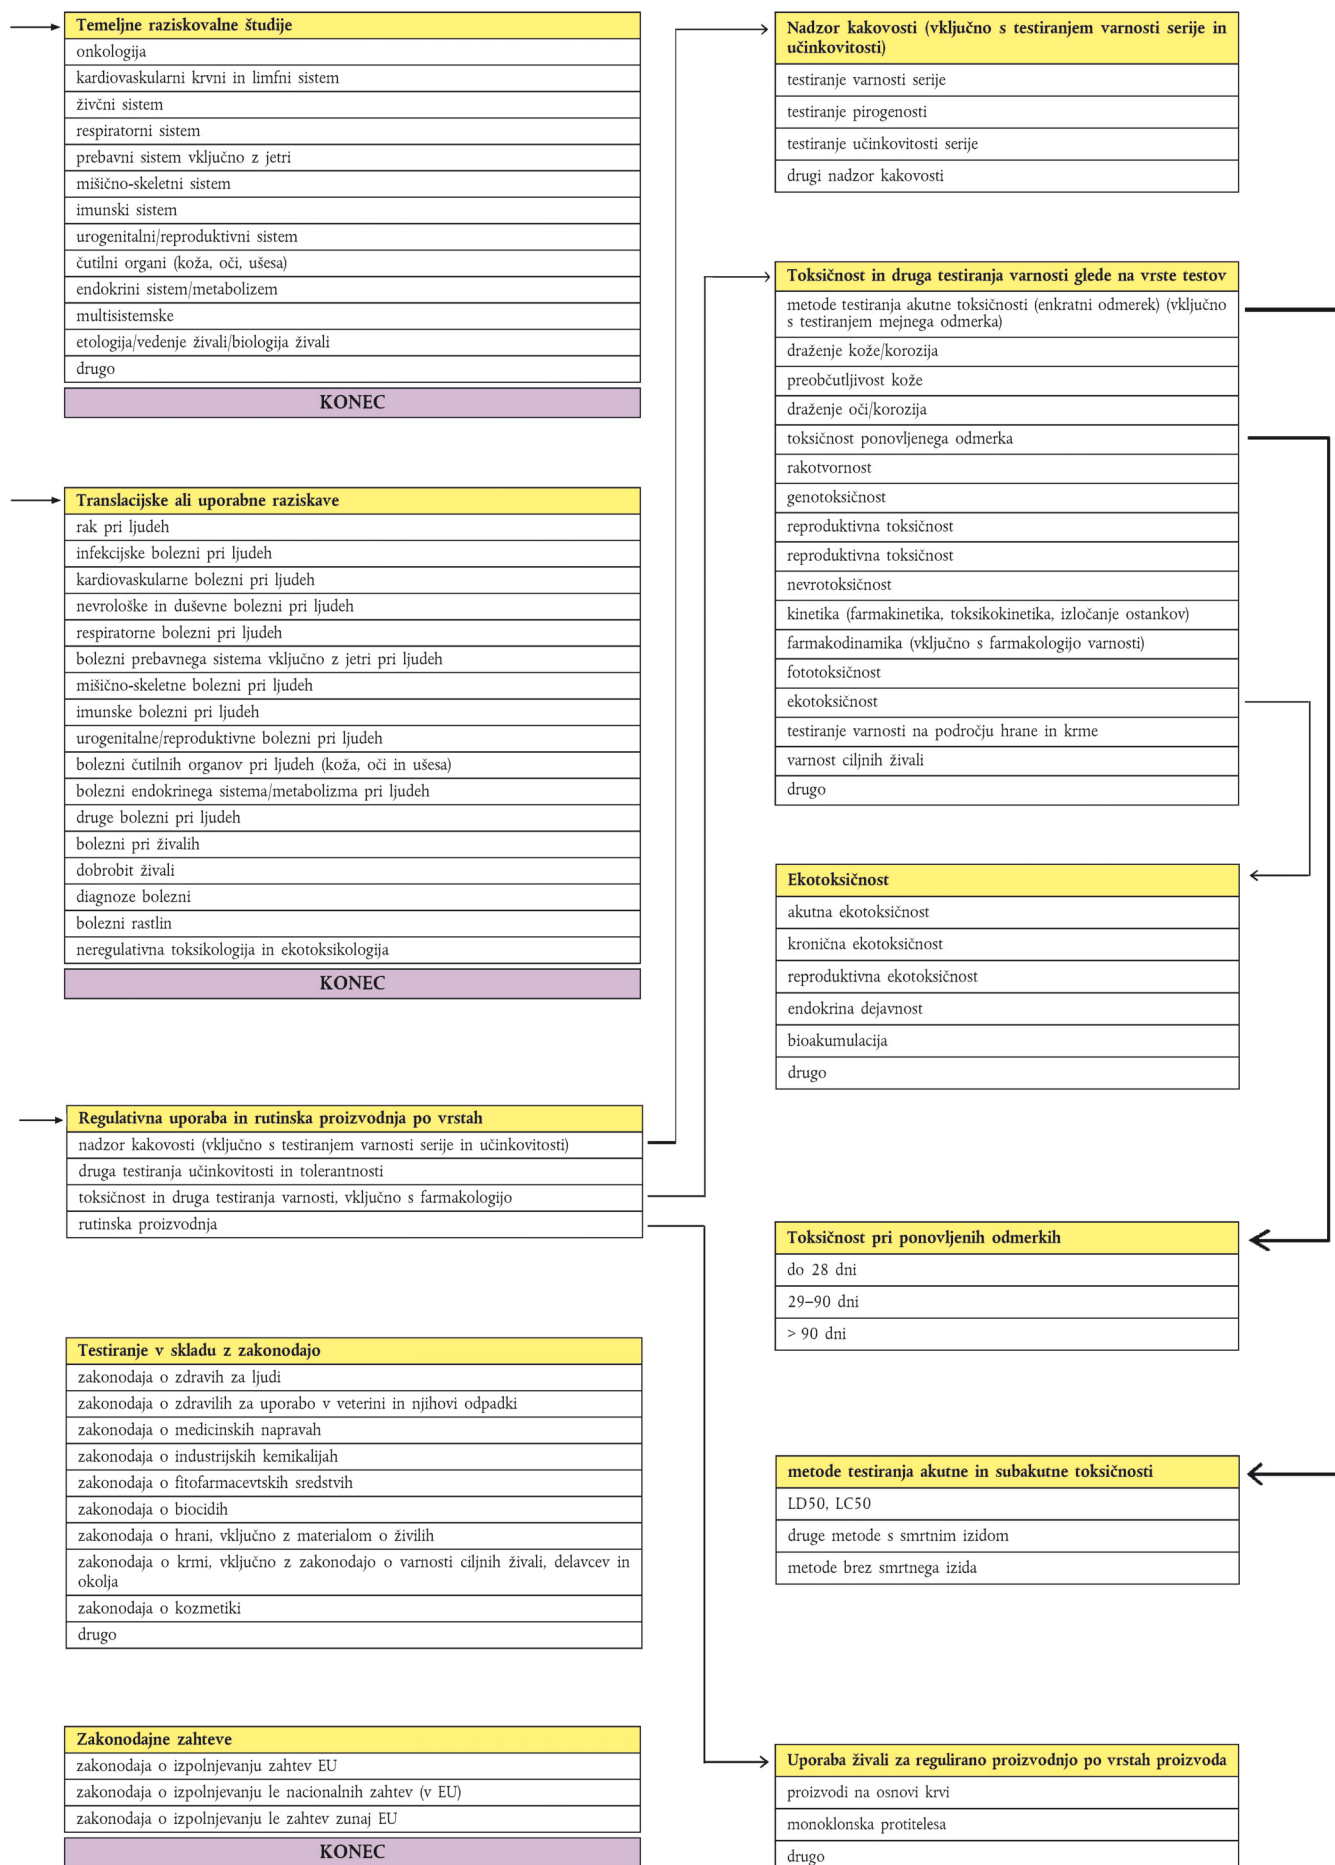 Temeljne raziskovalne študije
onkologija
kardiovaskularni krvni in limfni sistem
živčni sistem
respiratorni sistem
prebavni sistem vključno z jetri
mišično-skeletni sistem
imunski sistem
urogenitalni/reproduktivni sistem
čutilni organi (koža, oči, ušesa)
endokrini sistem/metabolizem
multisistemske
etologija/vedenje živali/biologija živali
drugo
KONEC
Translacijske ali uporabne raziskave
rak pri ljudeh
infekcijske bolezni pri ljudeh
kardiovaskularne bolezni pri ljudeh
nevrološke in duševne bolezni pri ljudeh
respiratorne bolezni pri ljudeh
bolezni prebavnega sistema vključno z jetri pri ljudeh
mišično-skeletne bolezni pri ljudeh
imunske bolezni pri ljudeh
urogenitalne/reproduktivne bolezni pri ljudeh
bolezni čutilnih organov pri ljudeh (koža, oči in ušesa)
bolezni endokrinega sistema/metabolizma pri ljudeh
druge bolezni pri ljudeh
bolezni pri živalih
dobrobit živali
diagnoze bolezni
bolezni rastlin
neregulativna toksikologija in ekotoksikologija
KONEC
Regulativna uporaba in rutinska proizvodnja po vrstah
nadzor kakovosti (vključno s testiranjem varnosti serije in učinkovitosti)
druga testiranja učinkovitosti in tolerantnosti
toksičnost in druga testiranja varnosti, vključno s farmakologijo
rutinska proizvodnja
Testiranje v skladu z zakonodajo
zakonodaja o zdravih za ljudi
zakonodaja o zdravilih za uporabo v veterini in njihovi odpadki
zakonodaja o medicinskih napravah
zakonodaja o industrijskih kemikalijah
zakonodaja o fitofarmacevtskih sredstvih
zakonodaja o biocidih
zakonodaja o hrani, vključno z materialom o živilih
zakonodaja o krmi, vključno z zakonodajo o varnosti ciljnih živali, delavcev in
okolja
zakonodaja o kozmetiki
drugo
Zakonodajne zahteve
zakonodaja o izpolnjevanju zahtev EU
zakonodaja o izpolnjevanju le nacionalnih zahtev (v EU)
zakonodaja o izpolnjevanju le zahtev zunaj EU
KONEC
Nadzor kakovosti (vključno s testiranjem varnosti serije in
učinkovitosti)
testiranje varnosti serije
testiranje pirogenosti
testiranje učinkovitosti serije
drugi nadzor kakovosti
Toksičnost in druga testiranja varnosti glede na vrste testov
metode testiranja akutne toksičnosti (enkratni odmerek) (vključno
s testiranjem mejnega odmerka)
draženje kože/korozija
preobčutljivost kože
draženje oči/korozija
toksičnost ponovljenega odmerka
rakotvornost
genotoksičnost
reproduktivna toksičnost
reproduktivna toksičnost
nevrotoksičnost
kinetika (farmakinetika, toksikokinetika, izločanje ostankov)
farmakodinamika (vključno s farmakologijo varnosti)
fototoksičnost
ekotoksičnost
testiranje varnosti na področju hrane in krme
varnost ciljnih živali
drugo
Ekotoksičnost
akutna ekotoksičnost
kronična ekotoksičnost
reproduktivna ekotoksičnost
endokrina dejavnost
bioakumulacija
drugo
Toksičnost pri ponovljenih odmerkih
do 28 dni
29–90 dni
> 90 dni
metode testiranja akutne in subakutne toksičnosti
LD50, LC50
druge metode s smrtnim izidom
metode brez smrtnega izida
Uporaba živali za regulirano proizvodnjo po vrstah proizvoda
proizvodi na osnovi krvi
monoklonska protitelesa
drugo